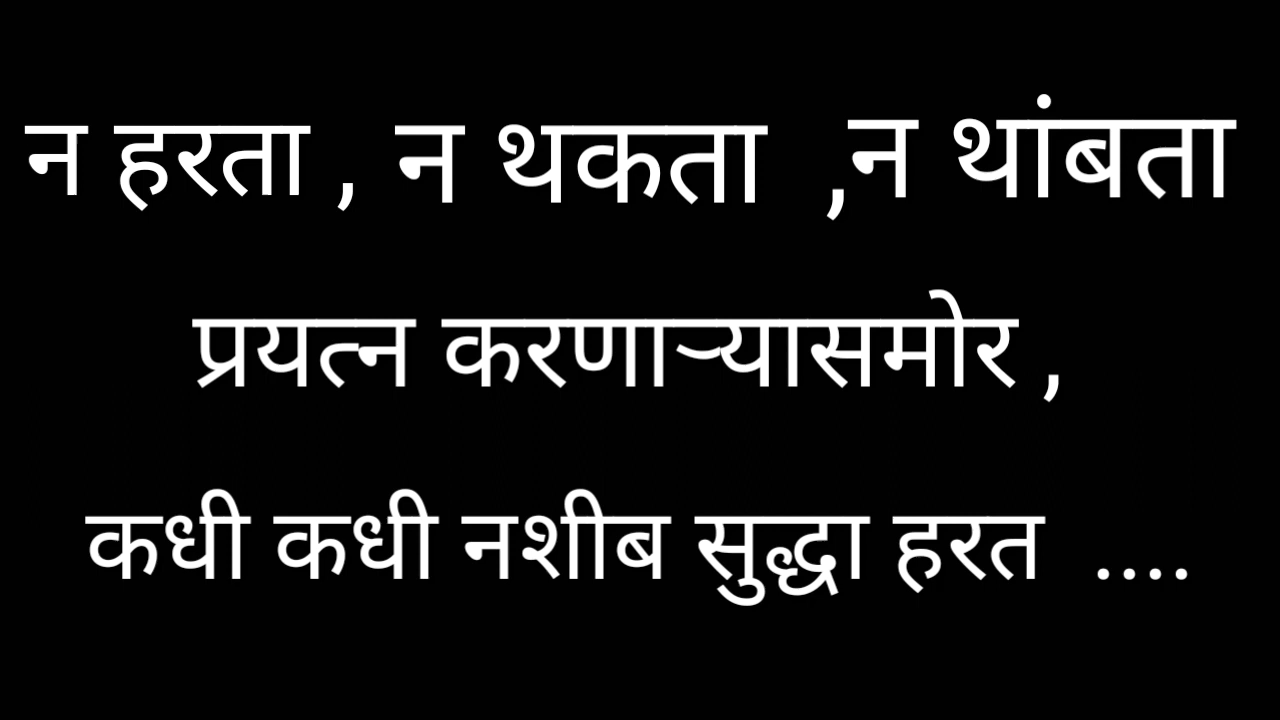 न हरता , न थकता ,न थांबता
प्रयत्न करणाऱ्यासमोर ,
कधी कधी नशीब सुद्धा हरत ....